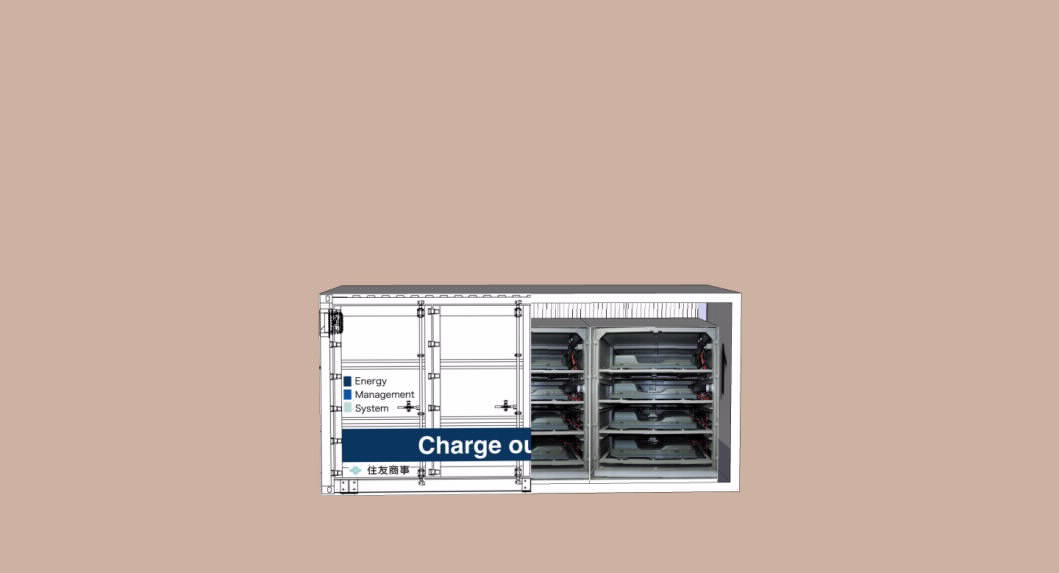 Energy
Management
System
Charge ou
住友商事